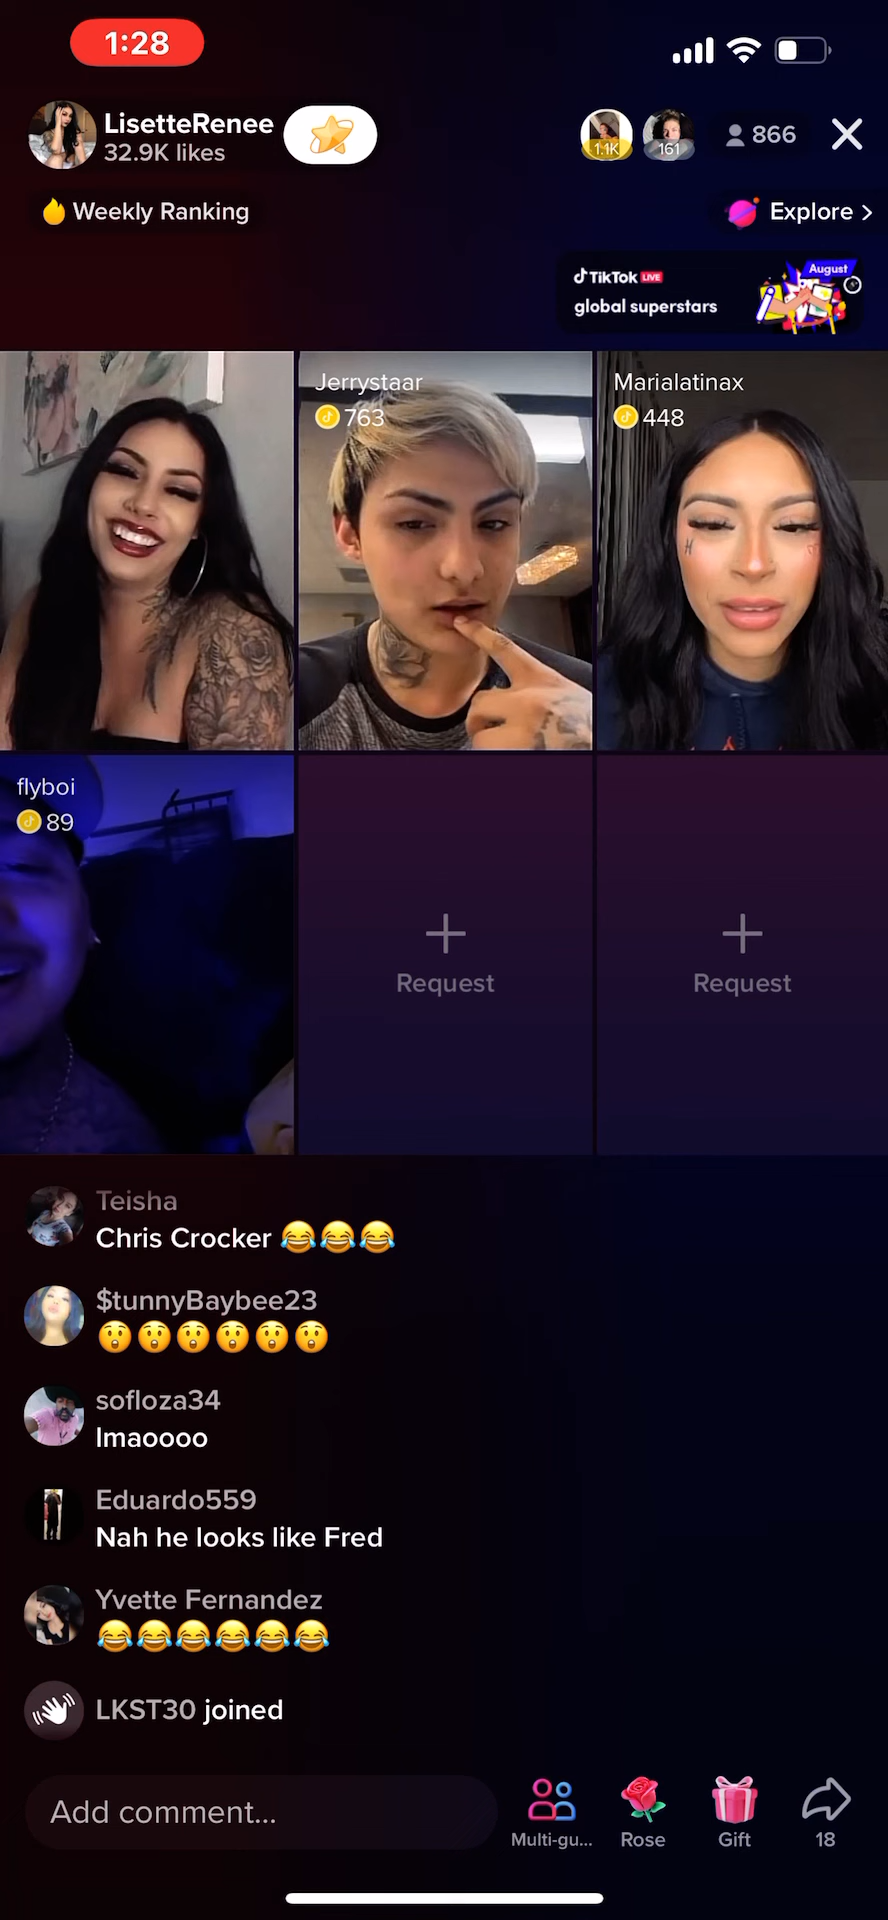 1:28
LisetteRenee
32.9K likes
1.1K
161
866
Weekly Ranking
Explore >
TikTok LIVE
global superstars
August
Jerrystaar
763
Marialatinax
448
flyboi
89
Request
Request
Teisha
Chris Crocker 😂😂😂
$tunnyBaybee23
😲😲😲😲😲😲
sofloza34
lmaoooo
Eduardo559
Nah he looks like Fred
Yvette Fernandez
😂😂😂😂😂😂
LKST30 joined
Add comment...
Multi-gu...
Rose
Gift
18